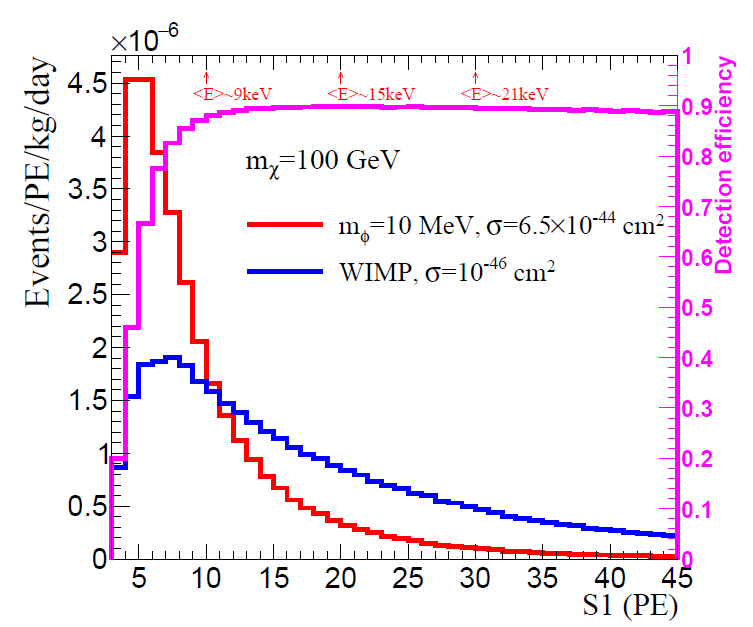 ×10⁻⁶
Events/PE/kg/day
4.5
4
3.5
3
2.5
2
1.5
1
0.5
0
<E>~9keV <E>~15keV <E>~21keV
mχ=100 GeV
mϕ=10 MeV, σ=6.5×10⁻⁴⁴ cm²
WIMP, σ=10⁻⁴⁶ cm²
1
0.9
0.8
0.7
0.6
0.5
0.4
0.3
0.2
0.1
0
Detection efficiency
5 10 15 20 25 30 35 40 45
S1 (PE)